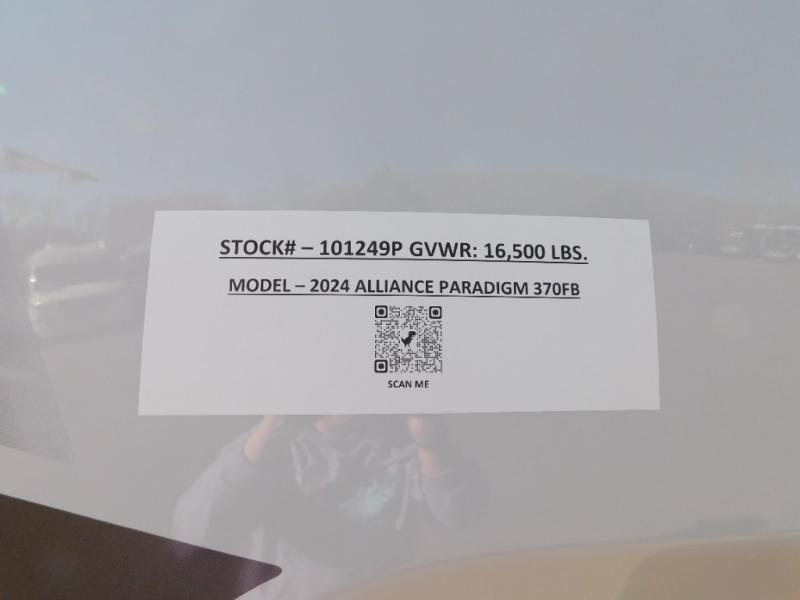 STOCK# – 101249P GVWR: 16,500 LBS.
MODEL – 2024 ALLIANCE PARADIGM 370FB
SCAN ME